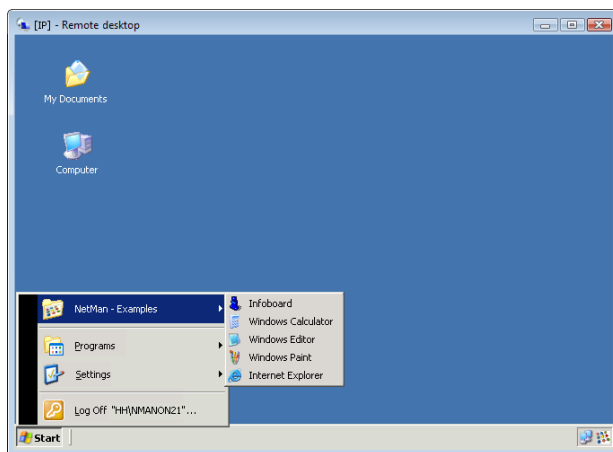 [IP] - Remote desktop
My Documents
Computer
NetMan - Examples
Infoboard
Windows Calculator
Windows Editor
Windows Paint
Internet Explorer
Programs
Settings
Log Off "HH\NMANON21"...
Start